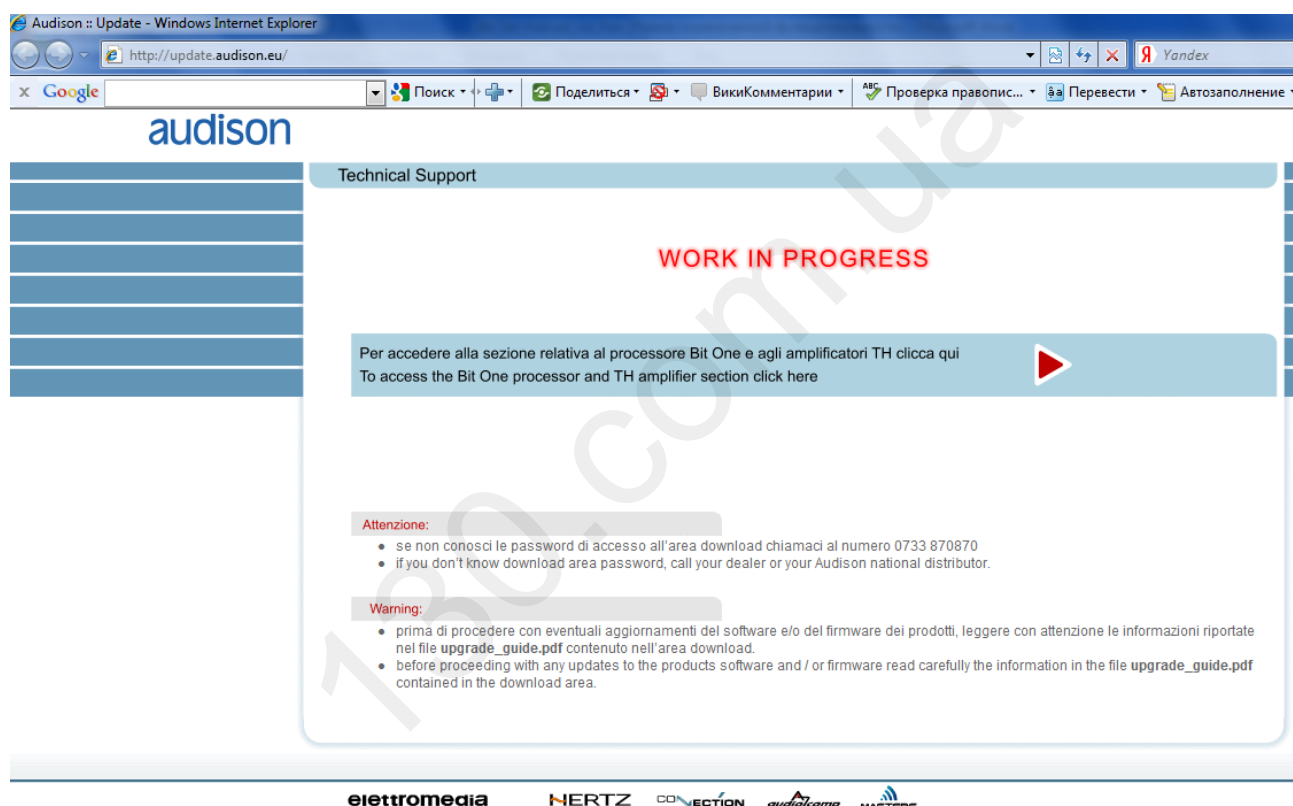 Audison :: Update - Windows Internet Explorer
http://update.audison.eu/
Yandex
x Google Поиск Поделиться ВикиКомментарии Проверка правопис... Перевести Автозаполнение
audison
Technical Support
WORK IN PROGRESS
Per accedere alla sezione relativa al processore Bit One e agli amplificatori TH clicca qui
To access the Bit One processor and TH amplifier section click here
Attenzione:
se non conosci le password di accesso all'area download chiamaci al numero 0733 870870
if you don't know download area password, call your dealer or your Audison national distributor.
Warning:
prima di procedere con eventuali aggiornamenti del software e/o del firmware dei prodotti, leggere con attenzione le informazioni riportate
nel file upgrade_guide.pdf contenuto nell'area download.
before proceeding with any updates to the products software and / or firmware read carefully the information in the file upgrade_guide.pdf
contained in the download area.
elettromedia HERTZ CONNECTION audiolcomo MASTERS
130.com.ua